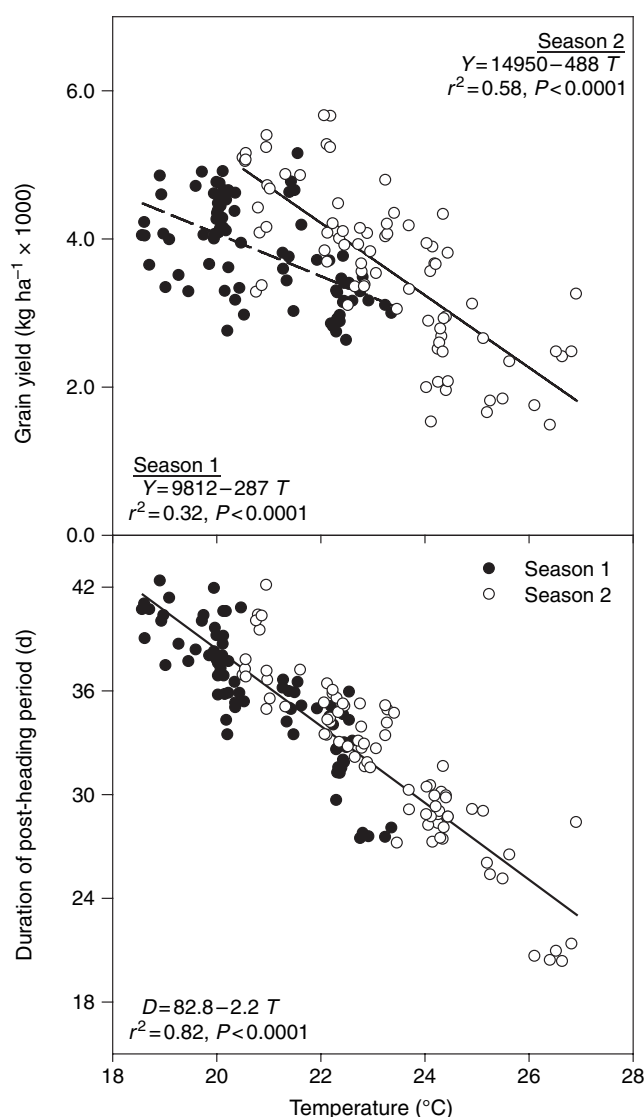 Season 2
Y=14950–488 T
r²=0.58, P<0.0001
6.0
4.0
2.0
0.0
Grain yield (kg ha⁻¹ × 1000)
Season 1
Y=9812–287 T
r²=0.32, P<0.0001
Season 1
Season 2
42
36
30
24
18
Duration of post-heading period (d)
D=82.8–2.2 T
r²=0.82, P<0.0001
18 20 22 24 26 28
Temperature (°C)